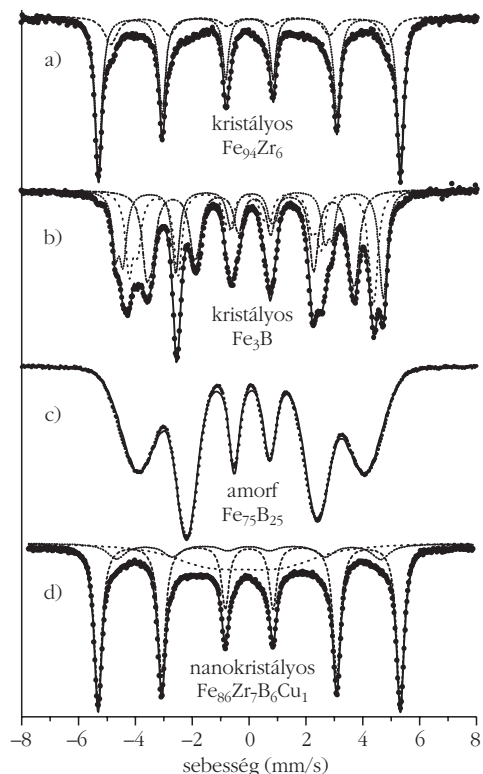 a)
kristályos
Fe94Zr6
b)
kristályos
Fe3B
c)
amorf
Fe75B25
d)
nanokristályos
Fe86Zr7B6Cu1
–8 –6 –4 –2 0 2 4 6 8
sebesség (mm/s)